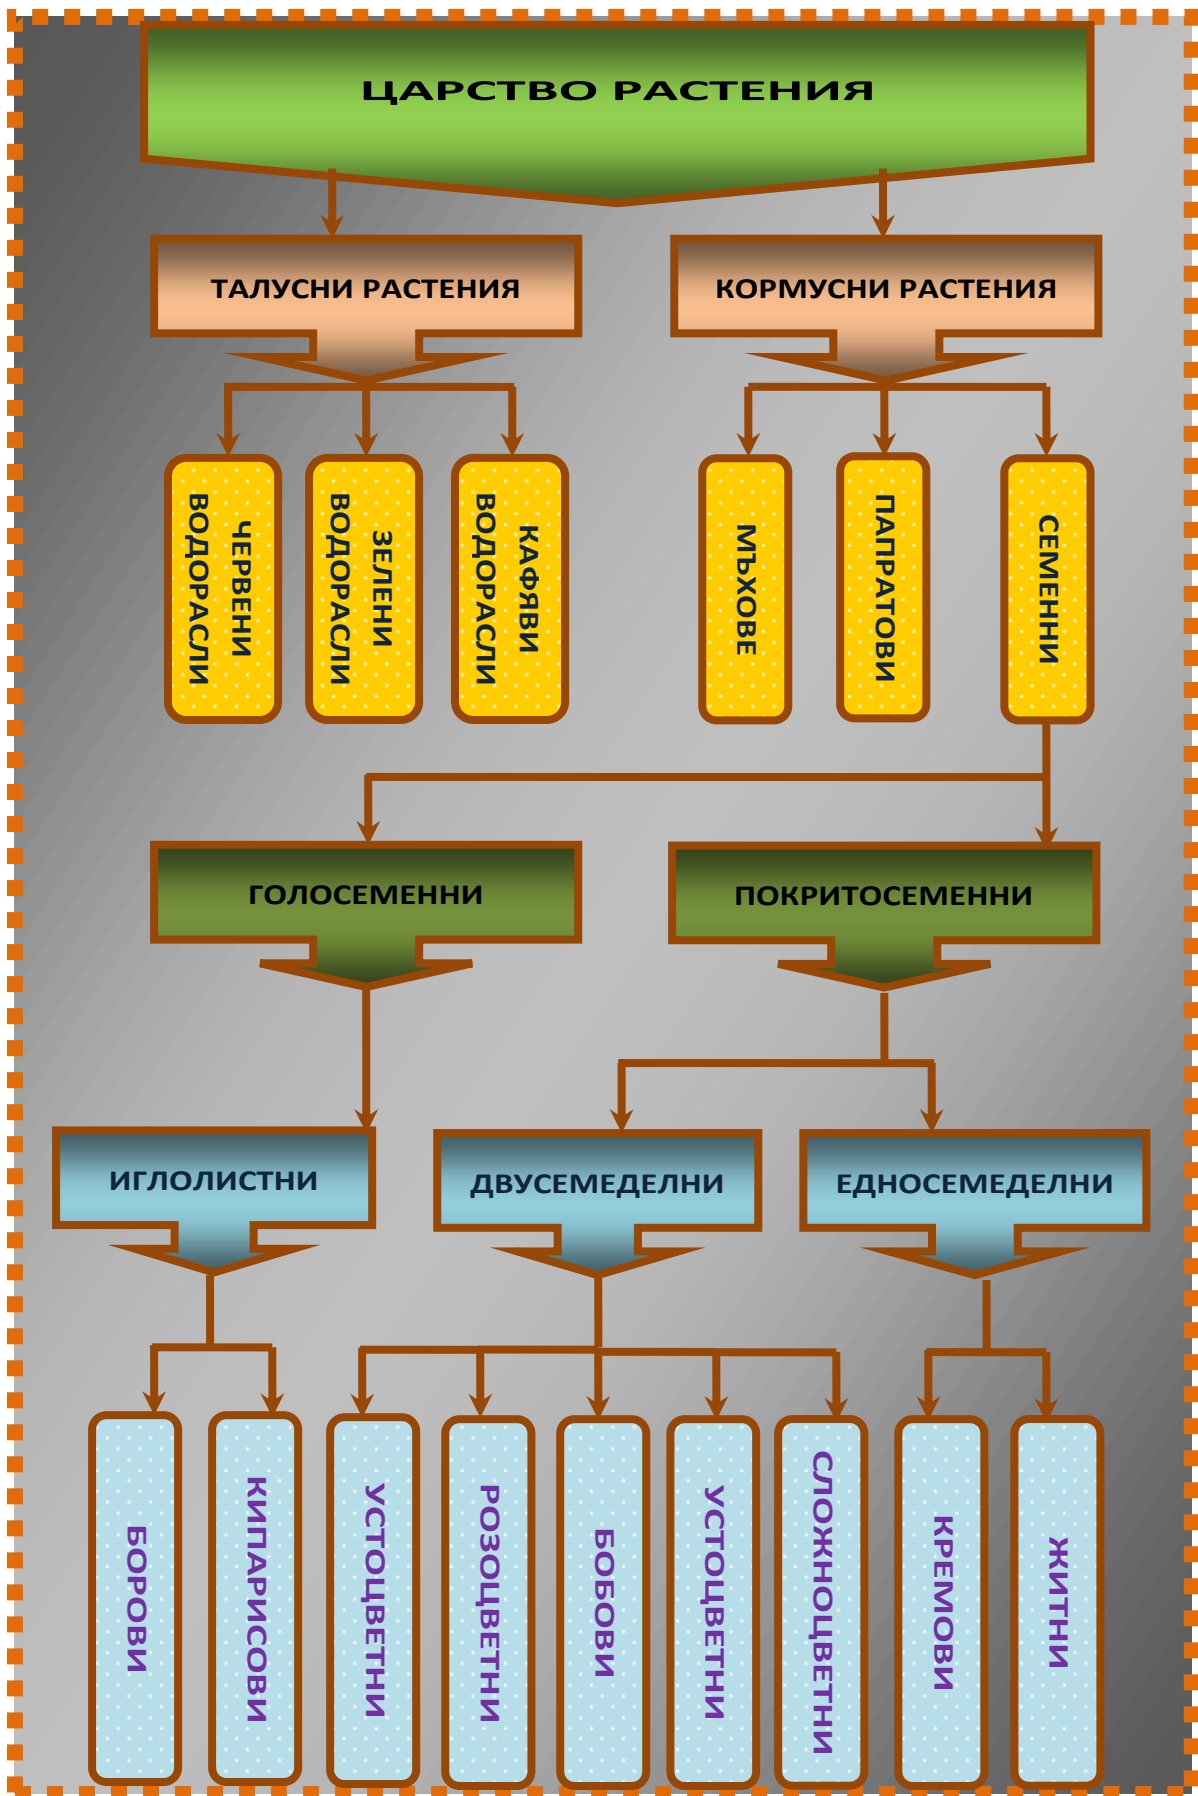 ЦАРСТВО РАСТЕНИЯ
ТАЛУСНИ РАСТЕНИЯ
КОРМУСНИ РАСТЕНИЯ
ЧЕРВЕНИ
ВОДОРАСЛИ
ЗЕЛЕНИ
ВОДОРАСЛИ
КАФЯВИ
ВОДОРАСЛИ
МЪХОВЕ
ПАПРАТОВИ
СЕМЕННИ
ГОЛОСЕМЕННИ
ПОКРИТОСЕМЕННИ
ИГЛОЛИСТНИ
ДВУСЕМЕДЕЛНИ
ЕДНОСЕМЕДЕЛНИ
БОРОВИ
КИПАРИСОВИ
УСТОЦВЕТНИ
РОЗОЦВЕТНИ
БОБОВИ
УСТОЦВЕТНИ
СЛОЖНОЦВЕТНИ
КРЕМОВИ
ЖИТНИ